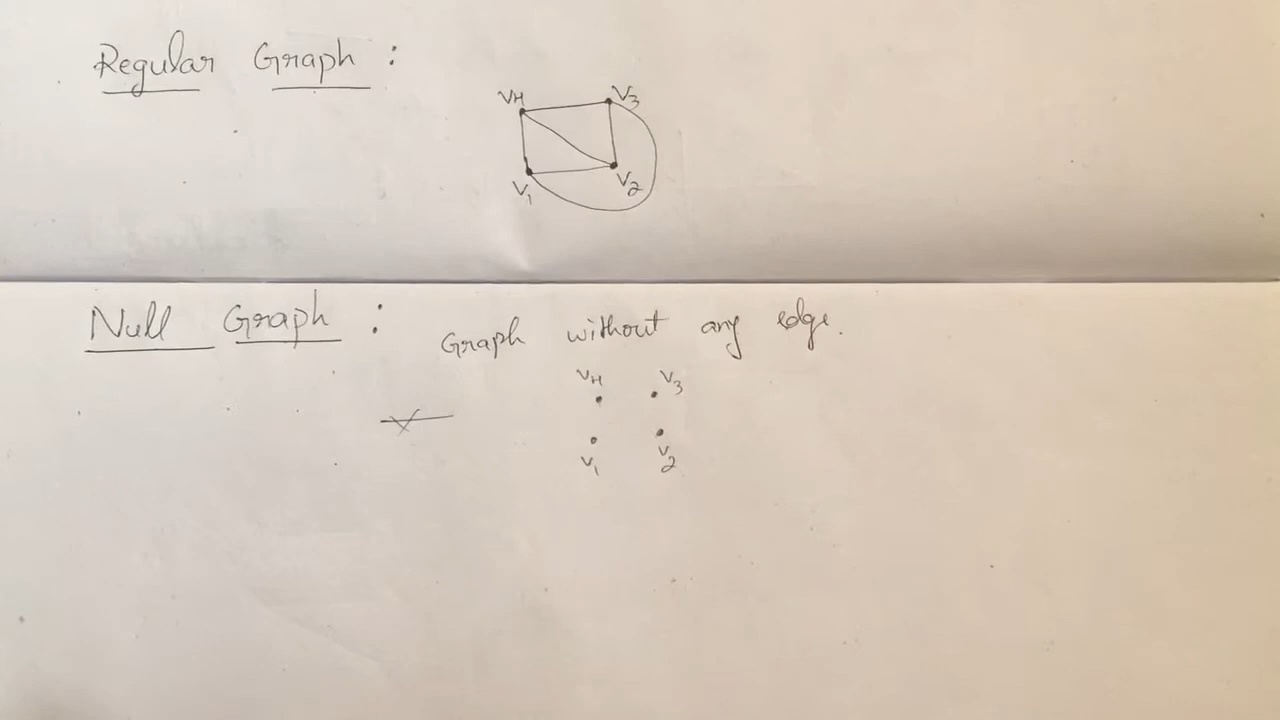 Regular Graph :
V4 V3
V1 V2
Null Graph : Graph without any edge.
V4 V3
V1 V2